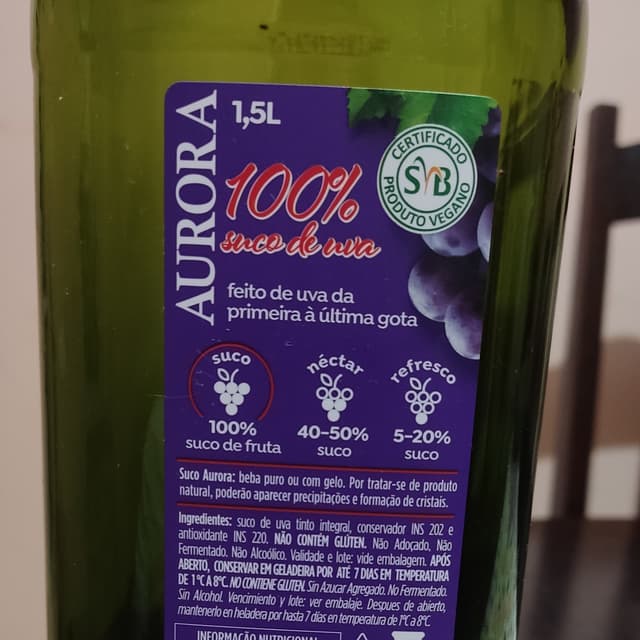 AURORA
1,5L
CERTIFICADO
SVB
PRODUTO VEGANO
100%
suco de uva
feito de uva da
primeira à última gota
suco
100%
suco de fruta
néctar
40-50%
suco
refresco
5-20%
suco
Suco Aurora: beba puro ou com gelo. Por tratar-se de produto
natural, poderão aparecer precipitações e formação de cristais.
Ingredientes: suco de uva tinto integral, conservador INS 202 e
antioxidante INS 220. NÃO CONTÉM GLÚTEN. Não Adoçado, Não
Fermentado. Não Alcoólico. Validade e lote: vide embalagem. APÓS
ABERTO, CONSERVAR EM GELADEIRA POR ATÉ 7 DIAS EM TEMPERATURA
DE 1°C A 8°C. NO CONTIENE GLUTEN. Sin Azucar Agregado. No Fermentado.
Sin Alcohol. Vencimiento y lote: ver embalaje. Despues de abierto,
mantenerlo en heladera por hasta 7 días en temperatura de 1°C a 8°C.
INFORMAÇÃO NUTRICIONAL